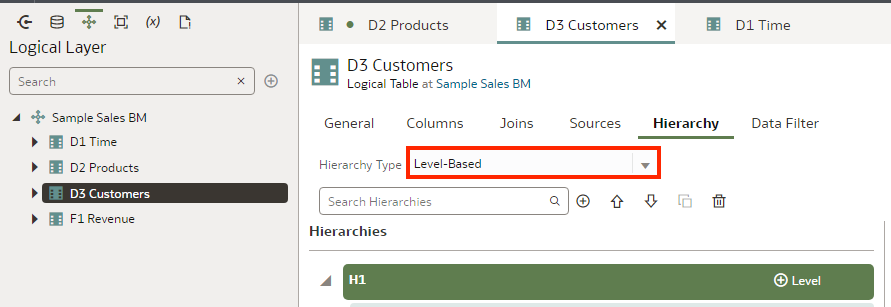 (x)
Logical Layer
Search
Sample Sales BM
D1 Time
D2 Products
D3 Customers
F1 Revenue
D2 Products
D3 Customers
D1 Time
D3 Customers
Logical Table at Sample Sales BM
General Columns Joins Sources Hierarchy Data Filter
Hierarchy Type Level-Based
Search Hierarchies
Hierarchies
H1 Level